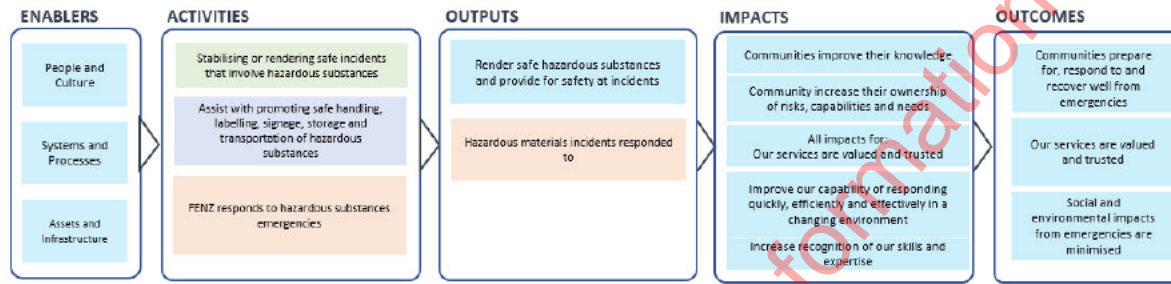 ENABLERS
People and
Culture
Systems and
Processes
Assets and
Infrastructure
ACTIVITIES
Stabilising or rendering safe incidents
that involve hazardous substances
Assist with promoting safe handling,
labelling, signage, storage and
transportation of hazardous
substances
FENZ responds to hazardous substances
emergencies
OUTPUTS
Render safe hazardous substances
and provide for safety at incidents
Hazardous materials incidents responded
to
IMPACTS
Communities improve their knowledge
Community increase their ownership
of risks, capabilities and needs
All impacts for:
Our services are valued and trusted
Improve our capability of responding
quickly, efficiently and effectively in a
changing environment
Increase recognition of our skills and
expertise
OUTCOMES
Communities prepare
for, respond to and
recover well from
emergencies
Our services are valued
and trusted
Social and
environmental impacts
from emergencies are
minimised
formation